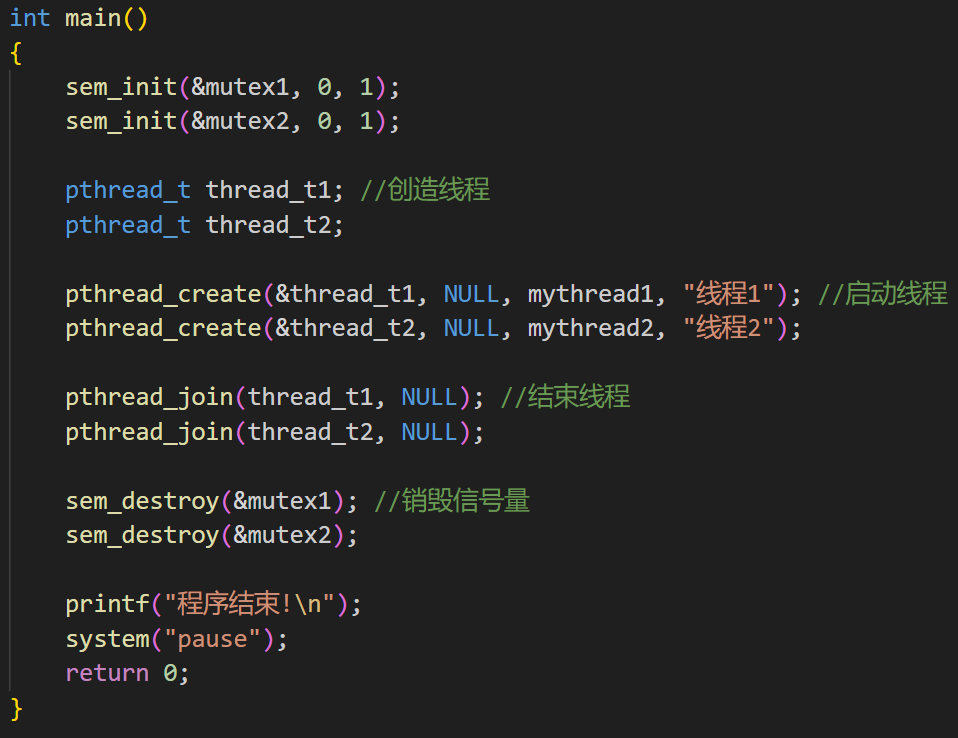 int main()
{
    sem_init(&mutex1, 0, 1);
    sem_init(&mutex2, 0, 1);

    pthread_t thread_t1; //创造线程
    pthread_t thread_t2;

    pthread_create(&thread_t1, NULL, mythread1, "线程1"); //启动线程
    pthread_create(&thread_t2, NULL, mythread2, "线程2");

    pthread_join(thread_t1, NULL); //结束线程
    pthread_join(thread_t2, NULL);

    sem_destroy(&mutex1); //销毁信号量
    sem_destroy(&mutex2);

    printf("程序结束!\n");
    system("pause");
    return 0;
}